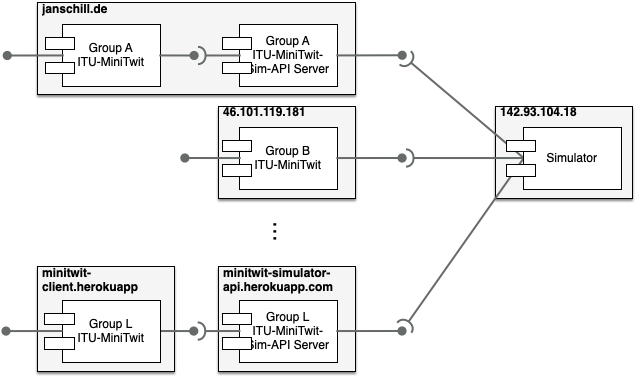 janschill.de
Group A
ITU-MiniTwit
Group A
ITU-MiniTwit-
Sim-API Server
46.101.119.181
Group B
ITU-MiniTwit
142.93.104.18
Simulator
⋮
minitwit-
client.herokuapp
Group L
ITU-MiniTwit
minitwit-simulator-
api.herokuapp.com
Group L
ITU-MiniTwit-
Sim-API Server